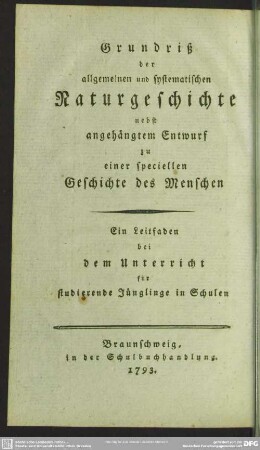 Grundriß
der
allgemeinen und systematischen
Naturgeschichte
nebst
angehängtem Entwurf
zu
einer speciellen
Geschichte des Menschen
Ein Leitfaden
bei
dem Unterricht
für
studierende Jünglinge in Schulen
Braunschweig,
in der Schulbuchhandlung.
1793.
DFG